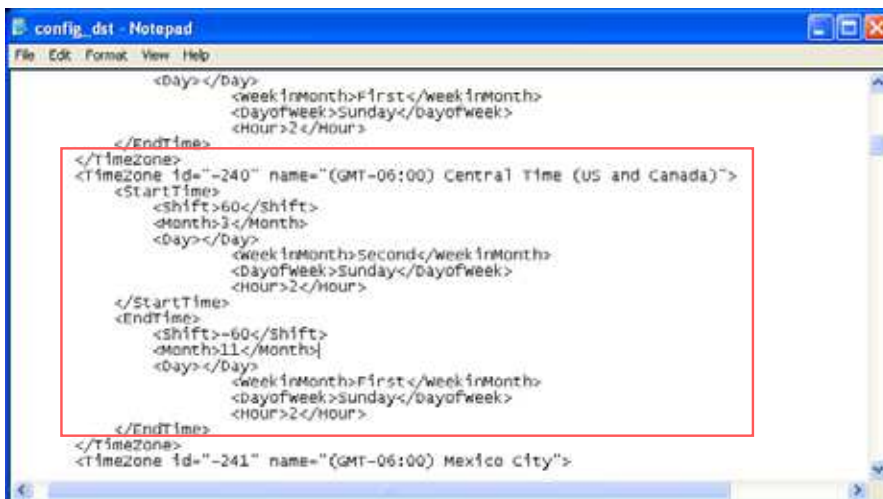 config_dst - Notepad
File Edit Format View Help
<Day></Day>
<WeekinMonth>First</WeekinMonth>
<DayofWeek>Sunday</DayofWeek>
<Hour>2</Hour>
</EndTime>
</TimeZone>
<TimeZone id="-240" name="(GMT-06:00) Central Time (US and Canada)">
<StartTime>
<Shift>60</Shift>
<Month>3</Month>
<Day></Day>
<WeekinMonth>Second</WeekinMonth>
<DayofWeek>Sunday</DayofWeek>
<Hour>2</Hour>
</StartTime>
<EndTime>
<Shift>-60</Shift>
<Month>11</Month>
<Day></Day>
<WeekinMonth>First</WeekinMonth>
<DayofWeek>Sunday</DayofWeek>
<Hour>2</Hour>
</EndTime>
</TimeZone>
<TimeZone id="-241" name="(GMT-06:00) Mexico City">